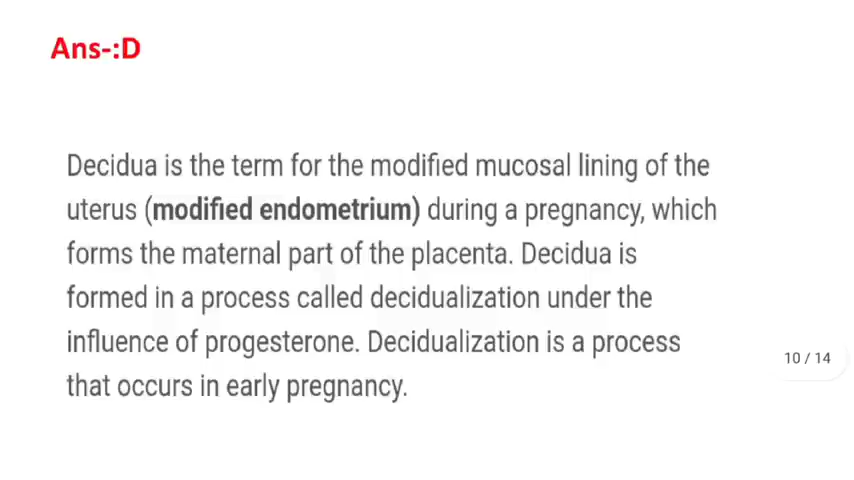 Ans-:D
Decidua is the term for the modified mucosal lining of the
uterus (modified endometrium) during a pregnancy, which
forms the maternal part of the placenta. Decidua is
formed in a process called decidualization under the
influence of progesterone. Decidualization is a process
10 / 14
that occurs in early pregnancy.